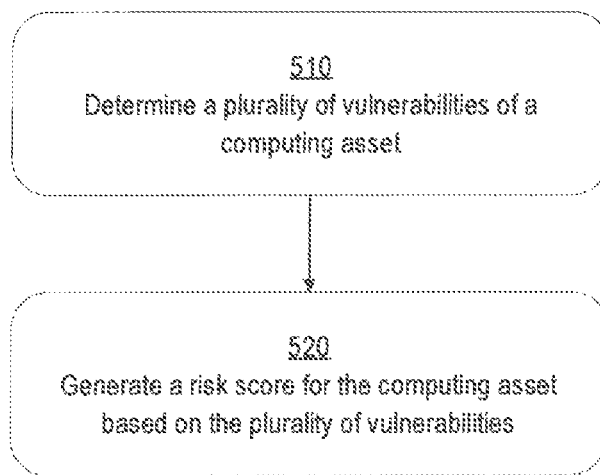 510
Determine a plurality of vulnerabilities of a
computing asset
520
Generate a risk score for the computing asset
based on the plurality of vulnerabilities